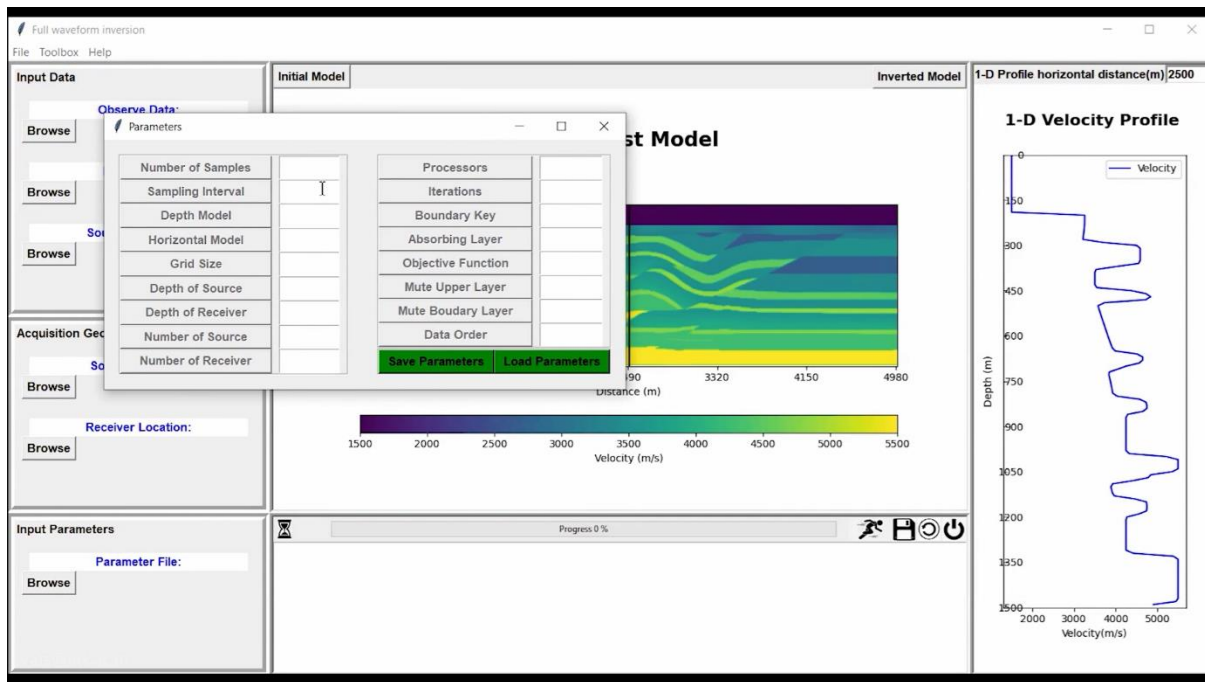 Full waveform inversion
File Toolbox Help
Input Data
Observe Data:
Browse
Browse
Sou
Browse
Acquisition Geo
So
Browse
Receiver Location:
Browse
Input Parameters
Parameter File:
Browse
Parameters
Number of Samples
Sampling Interval
Depth Model
Horizontal Model
Grid Size
Depth of Source
Depth of Receiver
Number of Source
Number of Receiver
Processors
Iterations
Boundary Key
Absorbing Layer
Objective Function
Mute Upper Layer
Mute Boudary Layer
Data Order
Save Parameters Load Parameters
Initial Model Inverted Model
st Model
490 3320 4150 4980
Distance (m)
1500 2000 2500 3000 3500 4000 4500 5000 5500
Velocity (m/s)
Progress 0 %
1-D Profile horizontal distance(m) 2500
1-D Velocity Profile
Velocity
0
150
300
450
600
750
900
1050
1200
1350
1500
Depth (m)
2000 3000 4000 5000
Velocity(m/s)